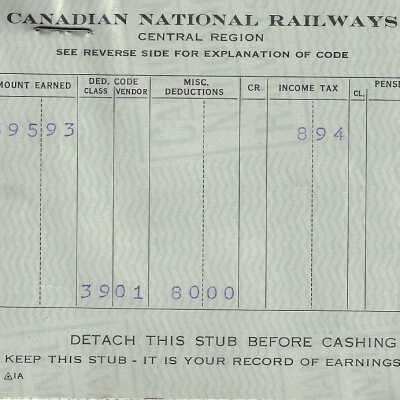 CANADIAN NATIONAL RAILWAYS
CENTRAL REGION
SEE REVERSE SIDE FOR EXPLANATION OF CODE
MOUNT EARNED DED. CODE MISC. DEDUCTIONS CR. INCOME TAX CL. PENS
CLASS VENDOR
9593 894
3901 8000
DETACH THIS STUB BEFORE CASHING
KEEP THIS STUB - IT IS YOUR RECORD OF EARNINGS
1A